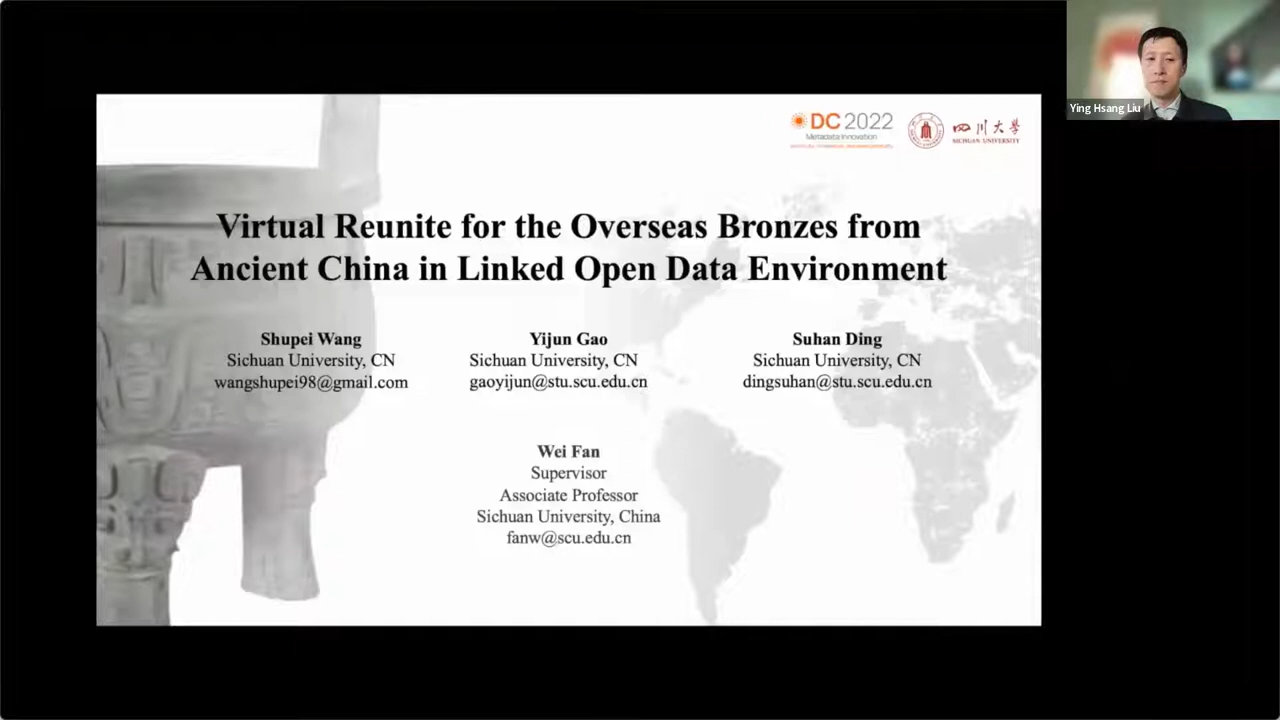 Ying Hsang Liu
DC 2022
Metadata Innovation
四川大学
SICHUAN UNIVERSITY
Virtual Reunite for the Overseas Bronzes from
Ancient China in Linked Open Data Environment
Shupei Wang
Sichuan University, CN
wangshupei98@gmail.com
Yijun Gao
Sichuan University, CN
gaoyijun@stu.scu.edu.cn
Suhan Ding
Sichuan University, CN
dingsuhan@stu.scu.edu.cn
Wei Fan
Supervisor
Associate Professor
Sichuan University, China
fanw@scu.edu.cn